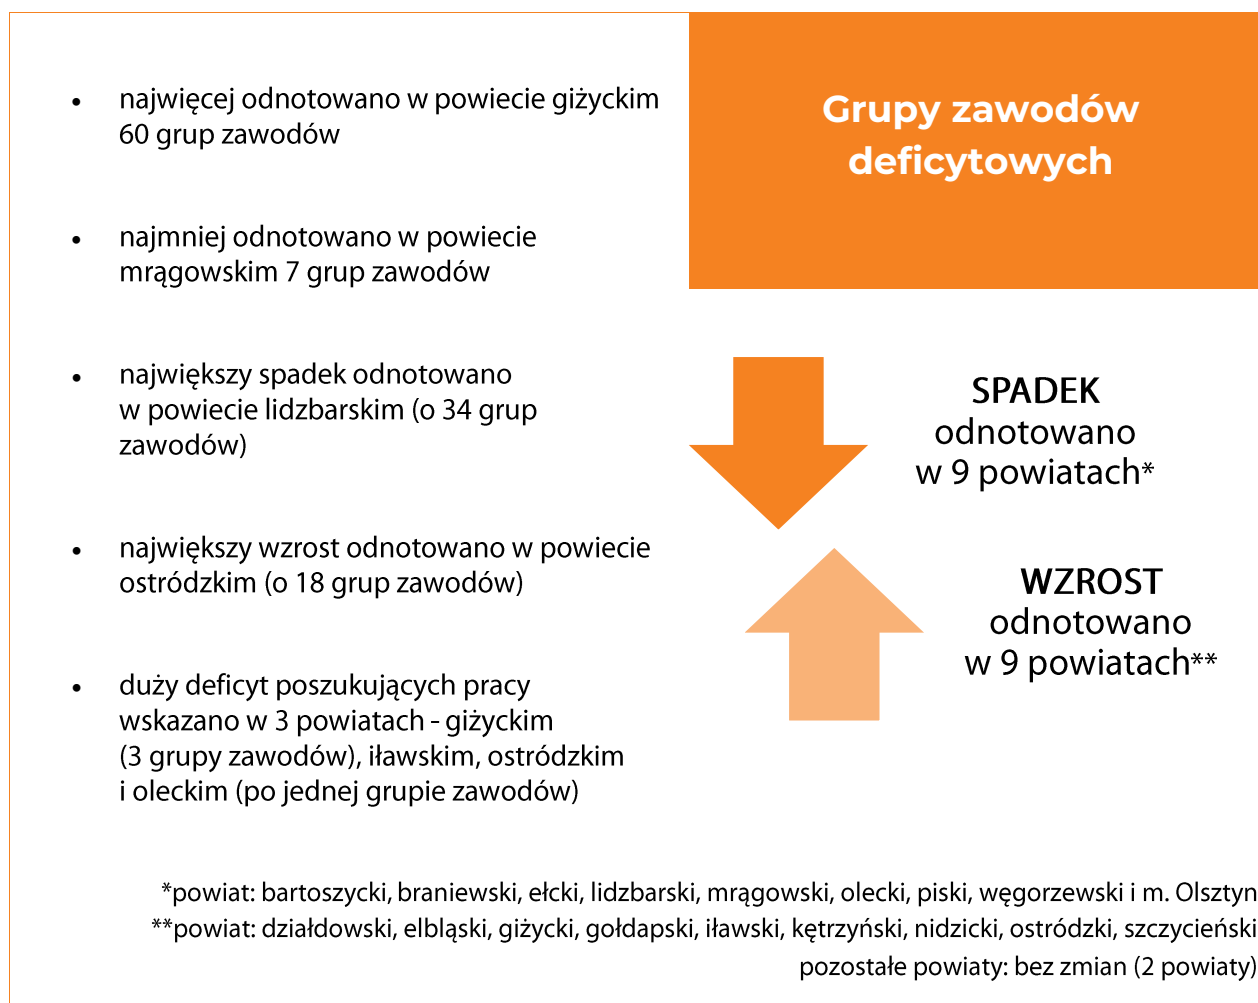 • najwięcej odnotowano w powiecie giżyckim
60 grup zawodów
• najmniej odnotowano w powiecie
mrągowskim 7 grup zawodów
• największy spadek odnotowano
w powiecie lidzbarskim (o 34 grup
zawodów)
• największy wzrost odnotowano w powiecie
ostródzkim (o 18 grup zawodów)
• duży deficyt poszukujących pracy
wskazano w 3 powiatach - giżyckim
(3 grupy zawodów), iławskim, ostródzkim
i oleckim (po jednej grupie zawodów)
Grupy zawodów
deficytowych
SPADEK
odnotowano
w 9 powiatach*
WZROST
odnotowano
w 9 powiatach**
*powiat: bartoszycki, braniewski, ełcki, lidzbarski, mrągowski, olecki, piski, węgorzewski i m. Olsztyn
**powiat: działdowski, elbląski, giżycki, gołdapski, iławski, kętrzyński, nidzicki, ostródzki, szczycieński
pozostałe powiaty: bez zmian (2 powiaty)